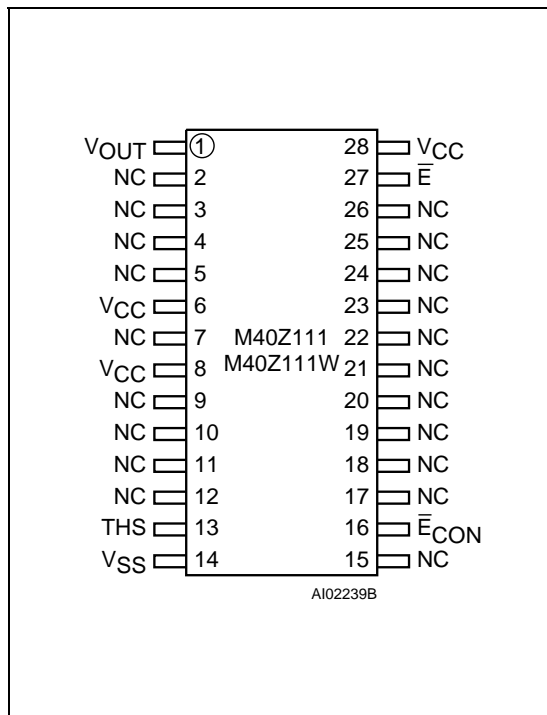 VOUT 1 28 VCC
NC 2 27 E̅
NC 3 26 NC
NC 4 25 NC
NC 5 24 NC
VCC 6 23 NC
NC 7 M40Z111 22 NC
VCC 8 M40Z111W 21 NC
NC 9 20 NC
NC 10 19 NC
NC 11 18 NC
NC 12 17 NC
THS 13 16 E̅CON
VSS 14 15 NC
AI02239B